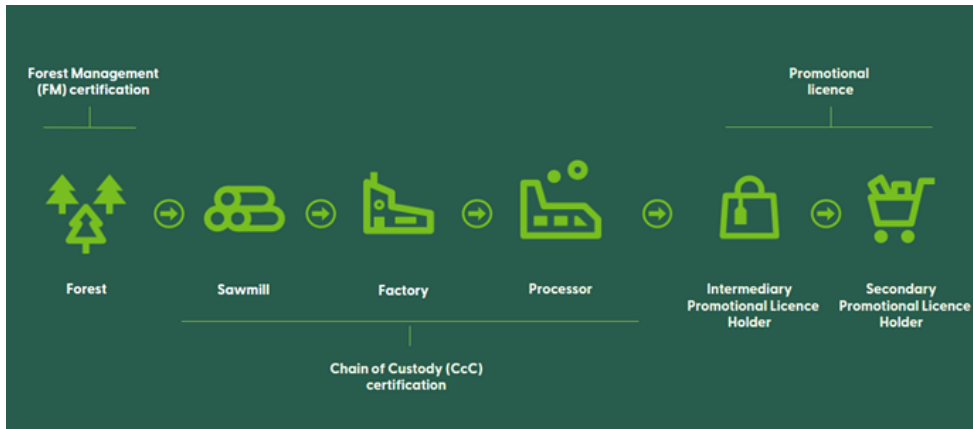 Forest Management
(FM) certification
Promotional
licence
Forest
Sawmill
Factory
Processor
Intermediary
Promotional Licence
Holder
Secondary
Promotional Licence
Holder
Chain of Custody (CcC)
certification